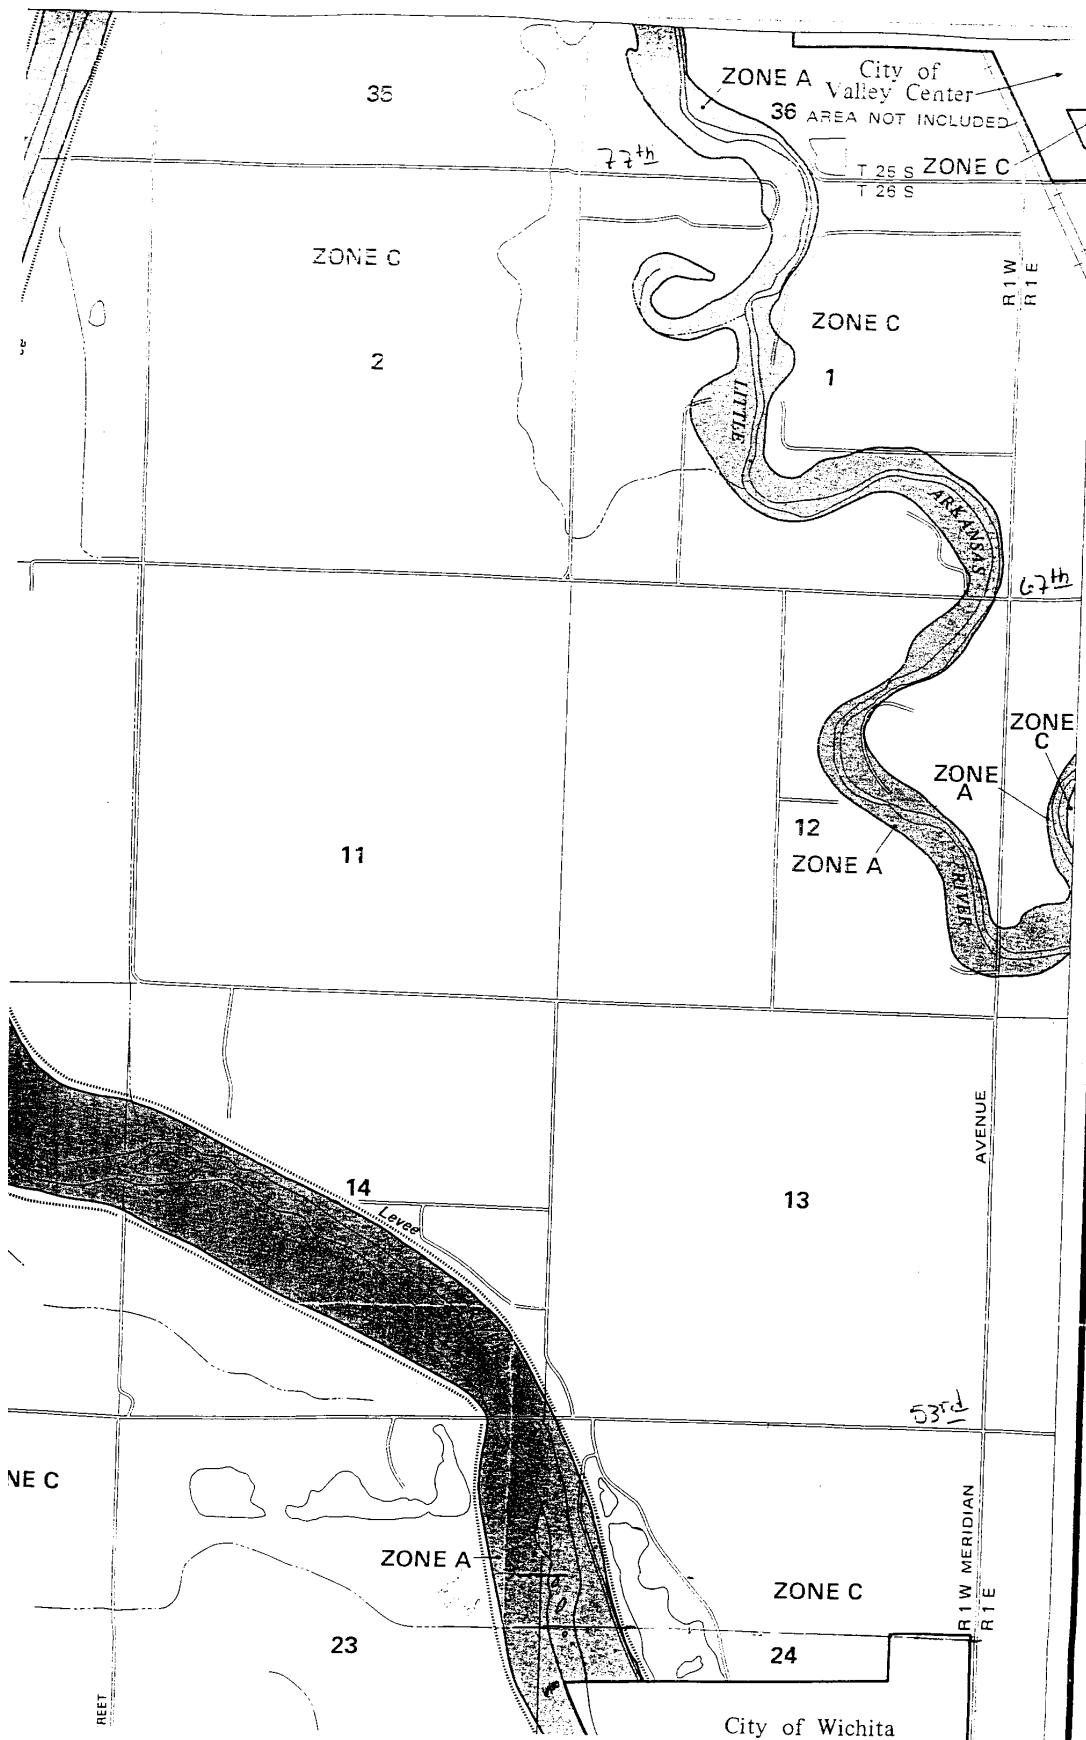 35
ZONE A
City of
Valley Center
36 AREA NOT INCLUDED
77th
T 25 S
ZONE C
T 26 S
ZONE C
R1W
R1E
ZONE C
2
1
LITTLE
ARKANSAS
67th
ZONE
C
ZONE
A
12
ZONE A
11
RIVER
AVENUE
14
Levee
13
53rd
NE C
ZONE A
ZONE C
R1W MERIDIAN
R1E
23
24
REET
City of Wichita